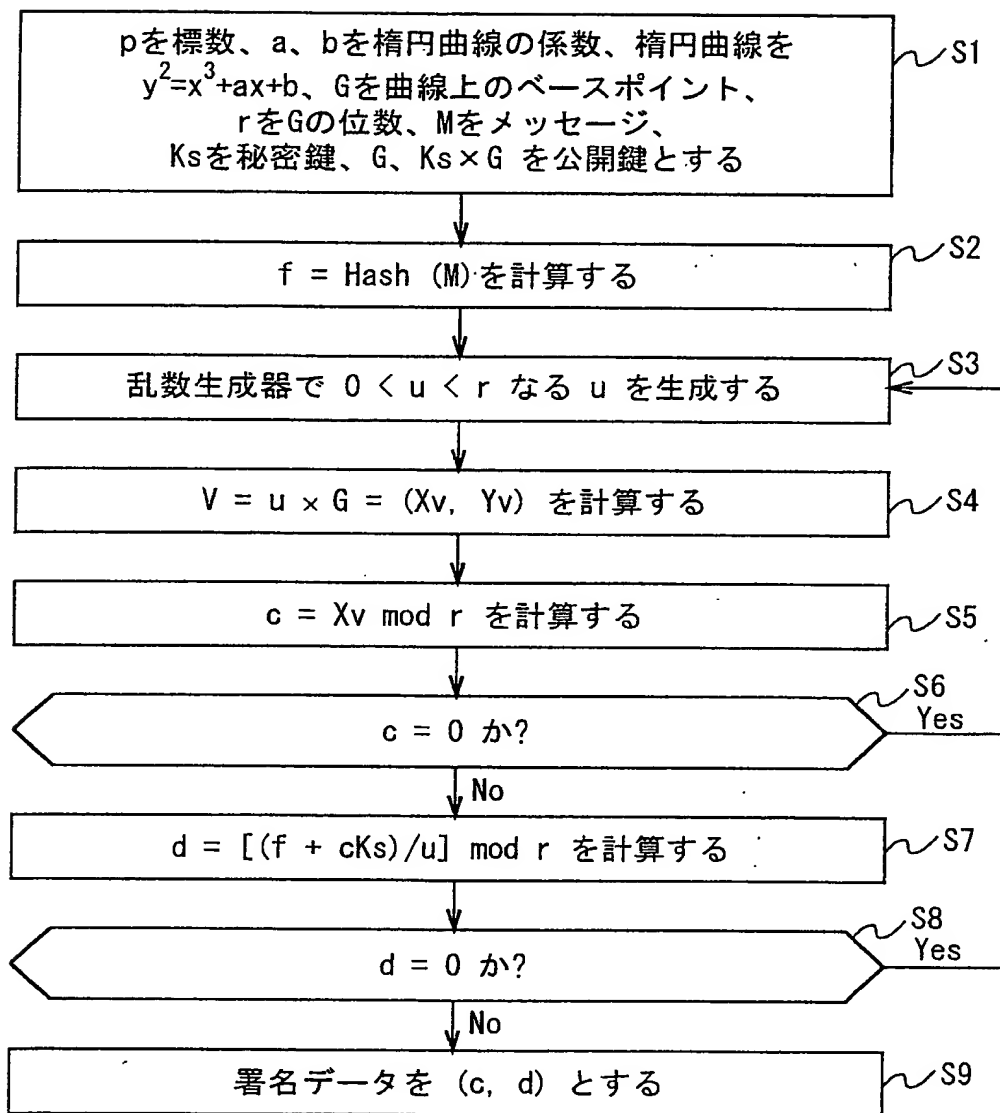 pを標数、a、bを楕円曲線の係数、楕円曲線を
y²=x³+ax+b、Gを曲線上のベースポイント、
rをGの位数、Mをメッセージ、
Ksを秘密鍵、G、Ks×G を公開鍵とする
S1
f = Hash (M) を計算する
S2
乱数生成器で 0 < u < r なる u を生成する
S3
V = u × G = (Xv, Yv) を計算する
S4
c = Xv mod r を計算する
S5
c = 0 か?
S6
Yes
No
d = [(f + cKs)/u] mod r を計算する
S7
d = 0 か?
S8
Yes
No
署名データを (c, d) とする
S9